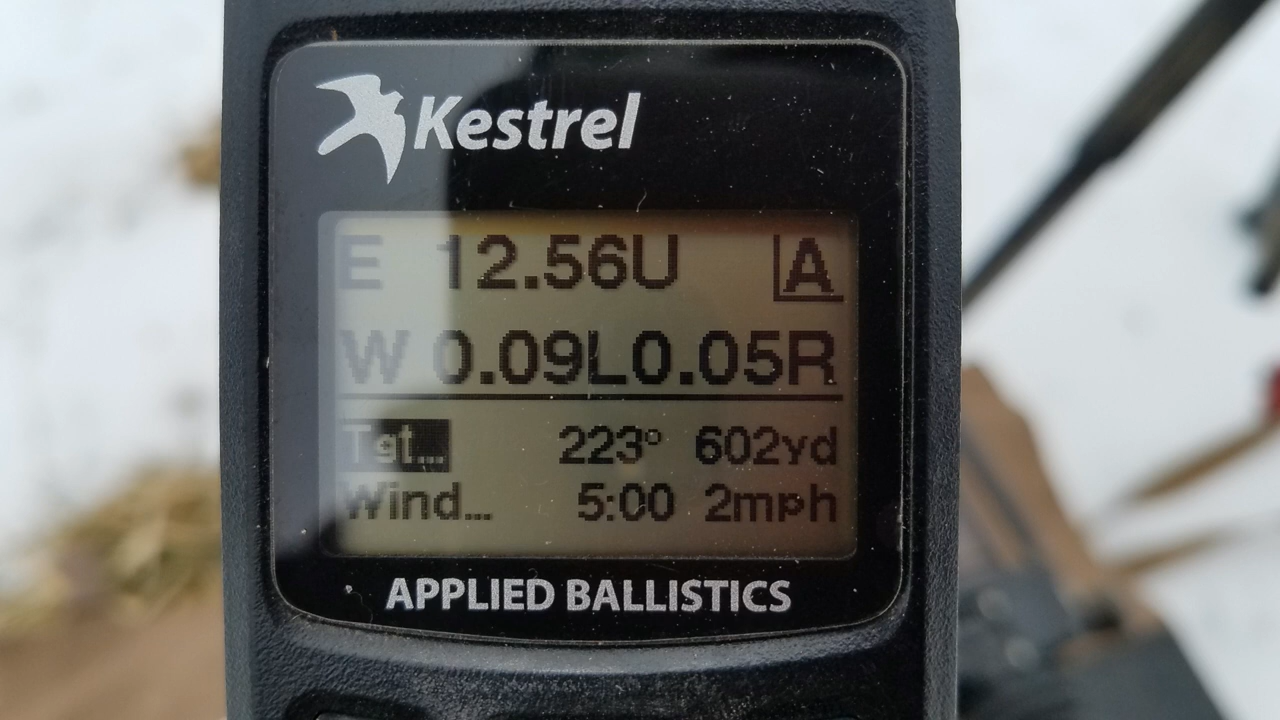 Kestrel
E 12.56U A
W 0.09L0.05R
Tgt... 223° 602yd
Wind... 5:00 2mph
APPLIED BALLISTICS